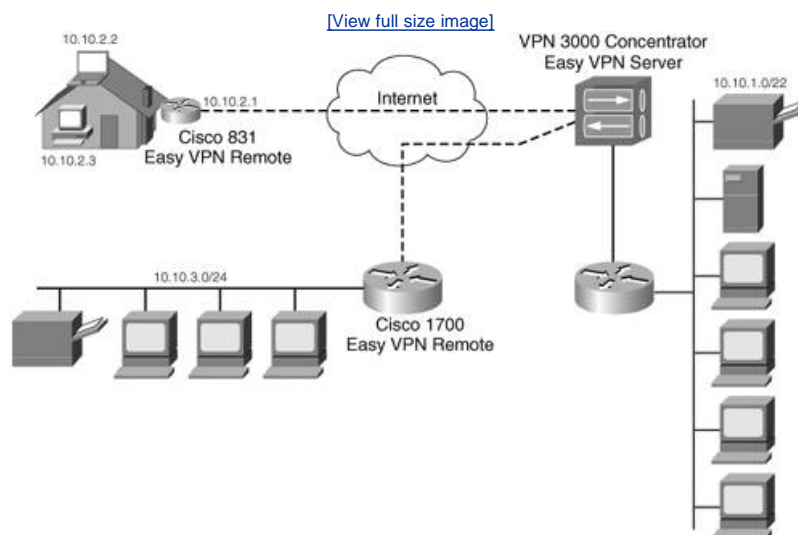 [View full size image]
10.10.2.2
VPN 3000 Concentrator
Easy VPN Server
10.10.1.0/22
10.10.2.1
Internet
Cisco 831
Easy VPN Remote
10.10.2.3
10.10.3.0/24
Cisco 1700
Easy VPN Remote